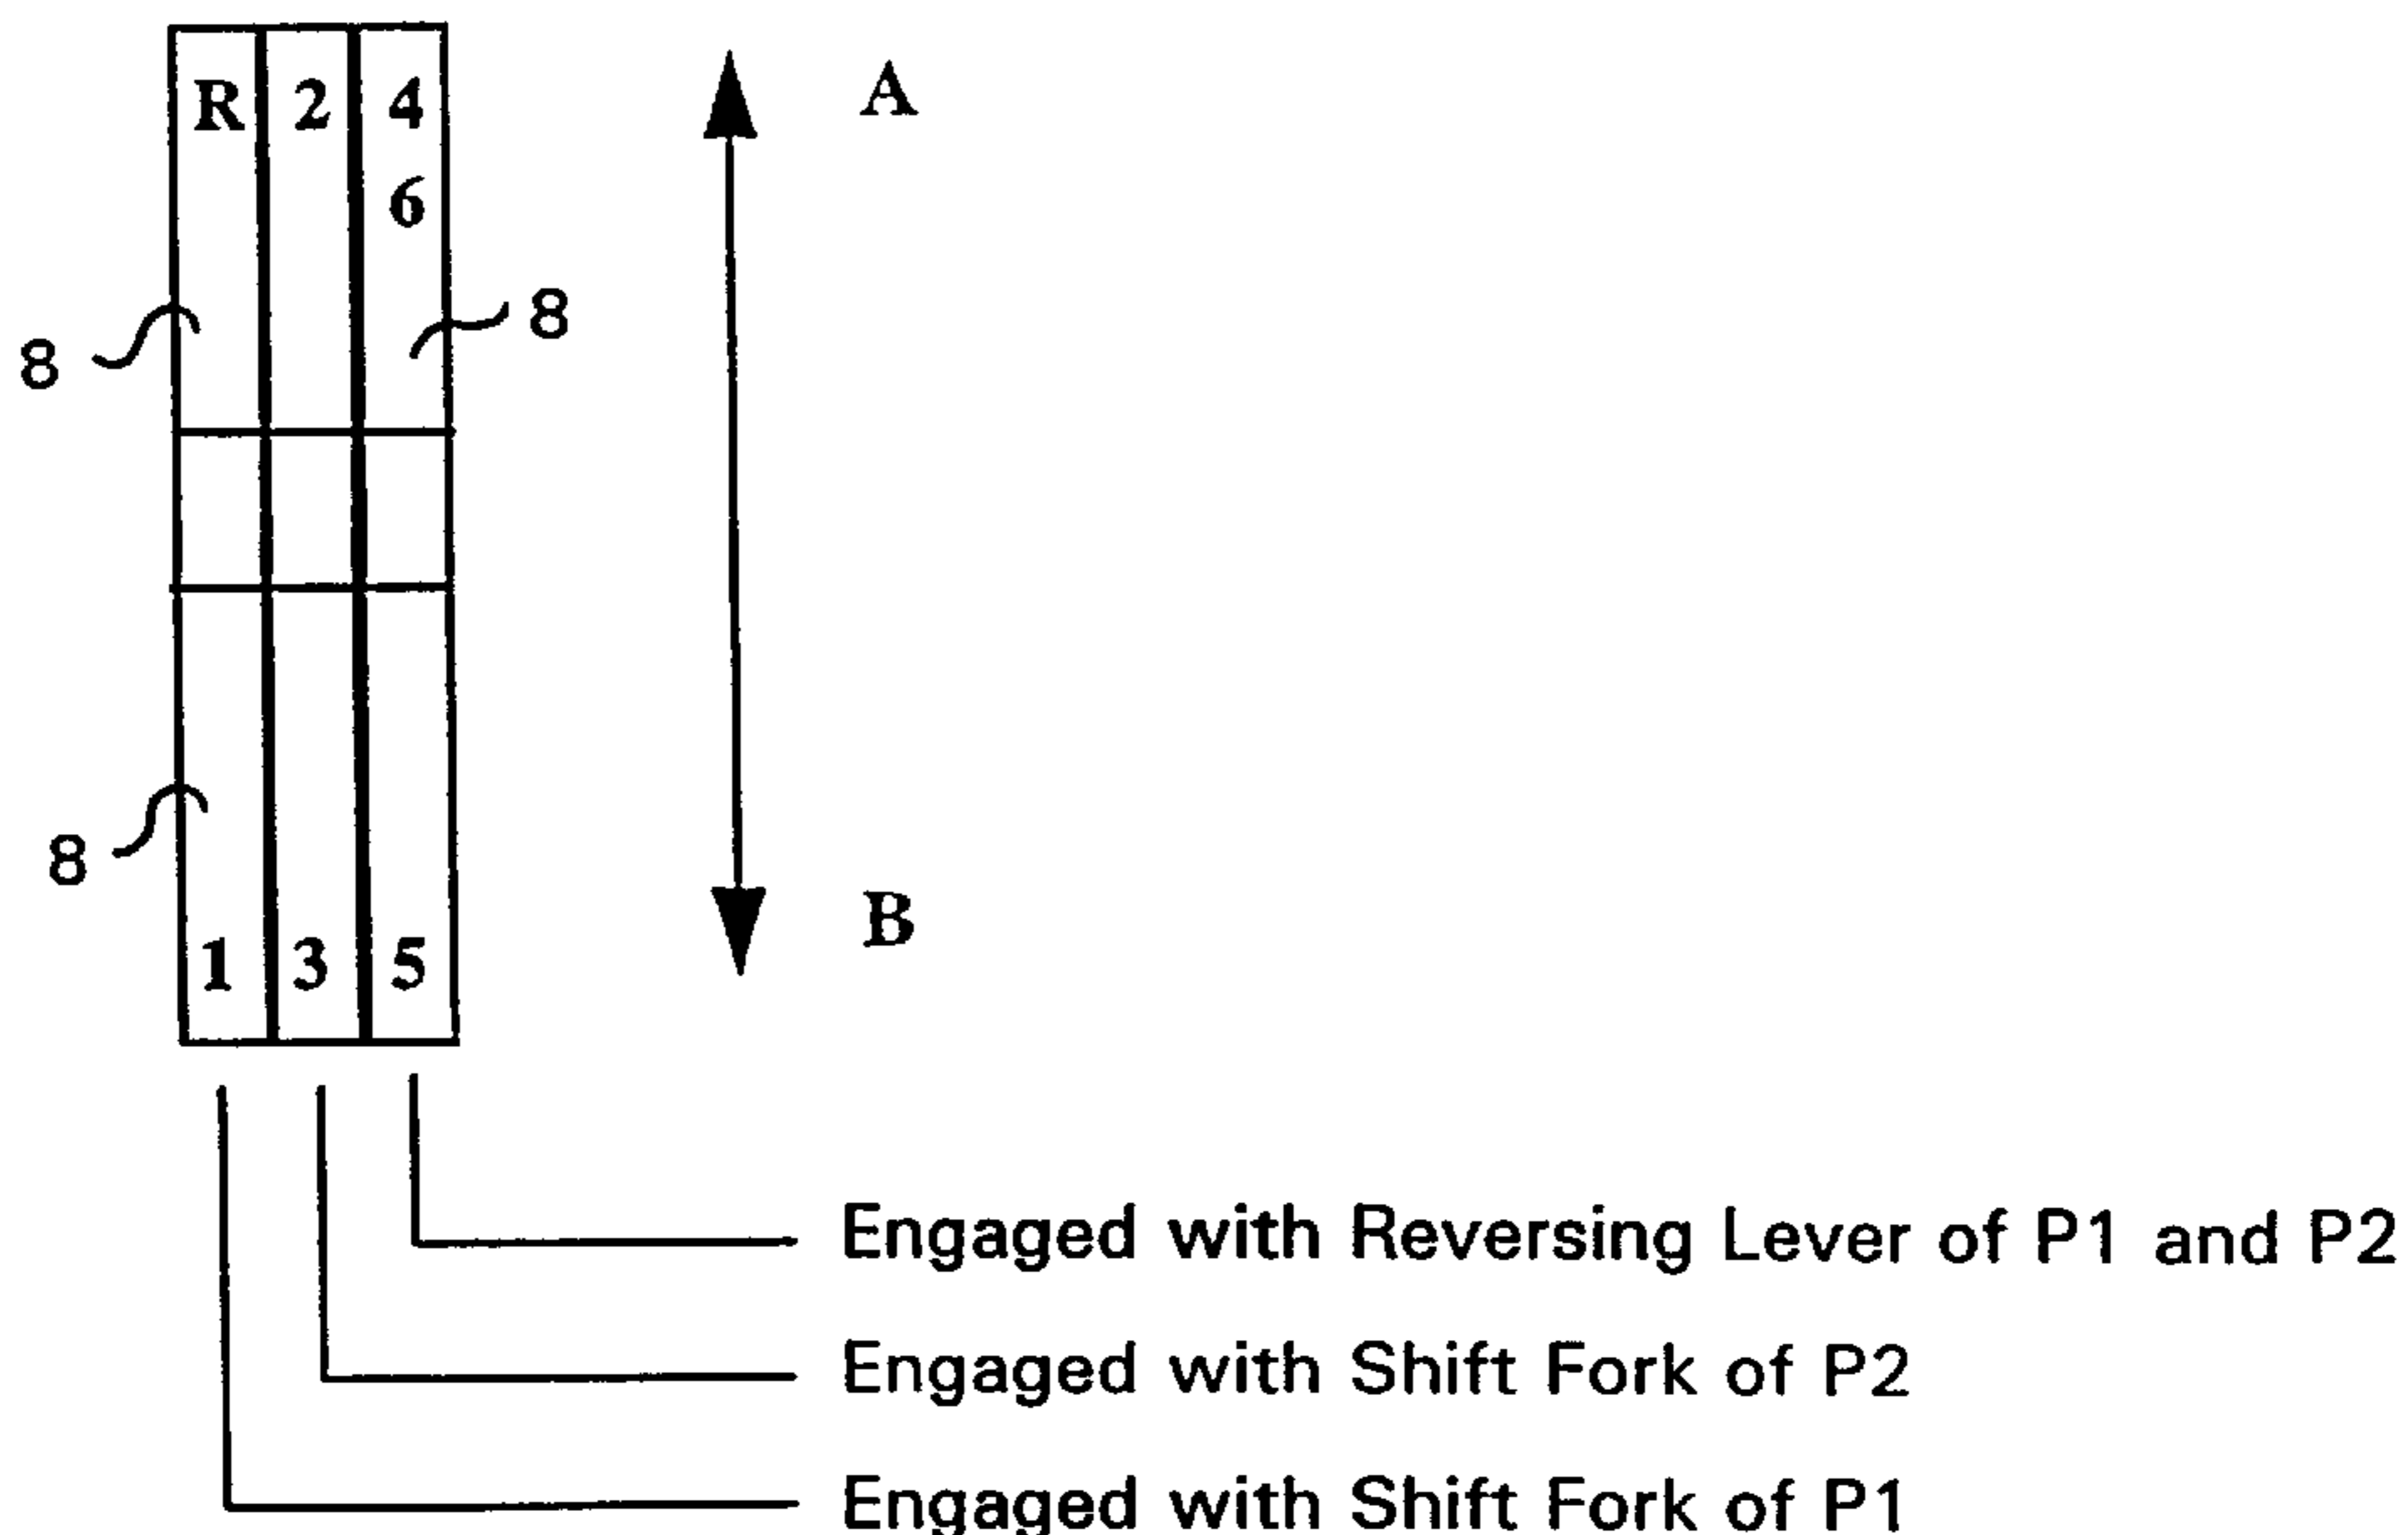 R 2 4 A
6
8
8
8
1 3 5 B
Engaged with Reversing Lever of P1 and P2
Engaged with Shift Fork of P2
Engaged with Shift Fork of P1